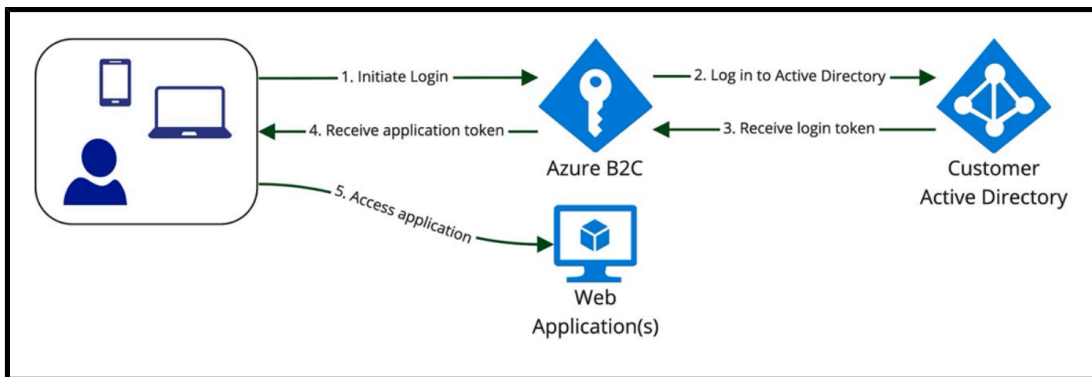 1. Initiate Login
2. Log in to Active Directory
4. Receive application token
3. Receive login token
Azure B2C
Customer
Active Directory
5. Access application
Web
Application(s)